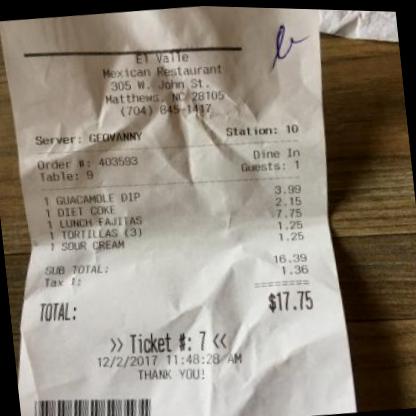 El Valle
Mexican Restaurant
305 W. John St.
Matthews, NC 28105
(704) 845-1417
Server: GEOVANNY Station: 10
Order #: 403593 Dine In
Table: 9 Guests: 1
1 GUACAMOLE DIP 3.99
1 DIET COKE 2.15
1 LUNCH FAJITAS 7.75
1 TORTILLAS (3) 1.25
1 SOUR CREAM 1.25
SUB TOTAL: 16.39
Tax 1: 1.36
========
TOTAL: $17.75
>> Ticket #: 7 <<
12/2/2017 11:48:28 AM
THANK YOU!